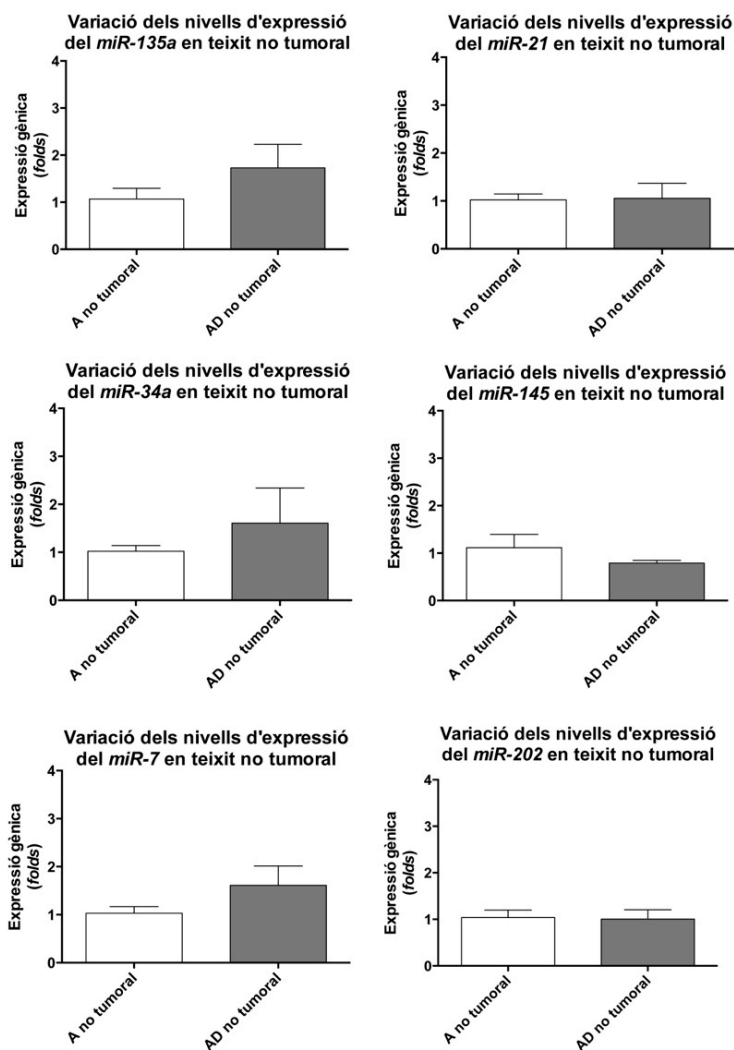 Variació dels nivells d'expressió
del miR-135a en teixit no tumoral
Expressió gènica
(folds)
4
3
2
1
0
A no tumoral
AD no tumoral
Variació dels nivells d'expressió
del miR-21 en teixit no tumoral
Expressió gènica
(folds)
4
3
2
1
0
A no tumoral
AD no tumoral
Variació dels nivells d'expressió
del miR-34a en teixit no tumoral
Expressió gènica
(folds)
4
3
2
1
0
A no tumoral
AD no tumoral
Variació dels nivells d'expressió
del miR-145 en teixit no tumoral
Expressió gènica
(folds)
4
3
2
1
0
A no tumoral
AD no tumoral
Variació dels nivells d'expressió
del miR-7 en teixit no tumoral
Expressió gènica
(folds)
4
3
2
1
0
A no tumoral
AD no tumoral
Variació dels nivells d'expressió
del miR-202 en teixit no tumoral
Expressió gènica
(folds)
4
3
2
1
0
A no tumoral
AD no tumoral